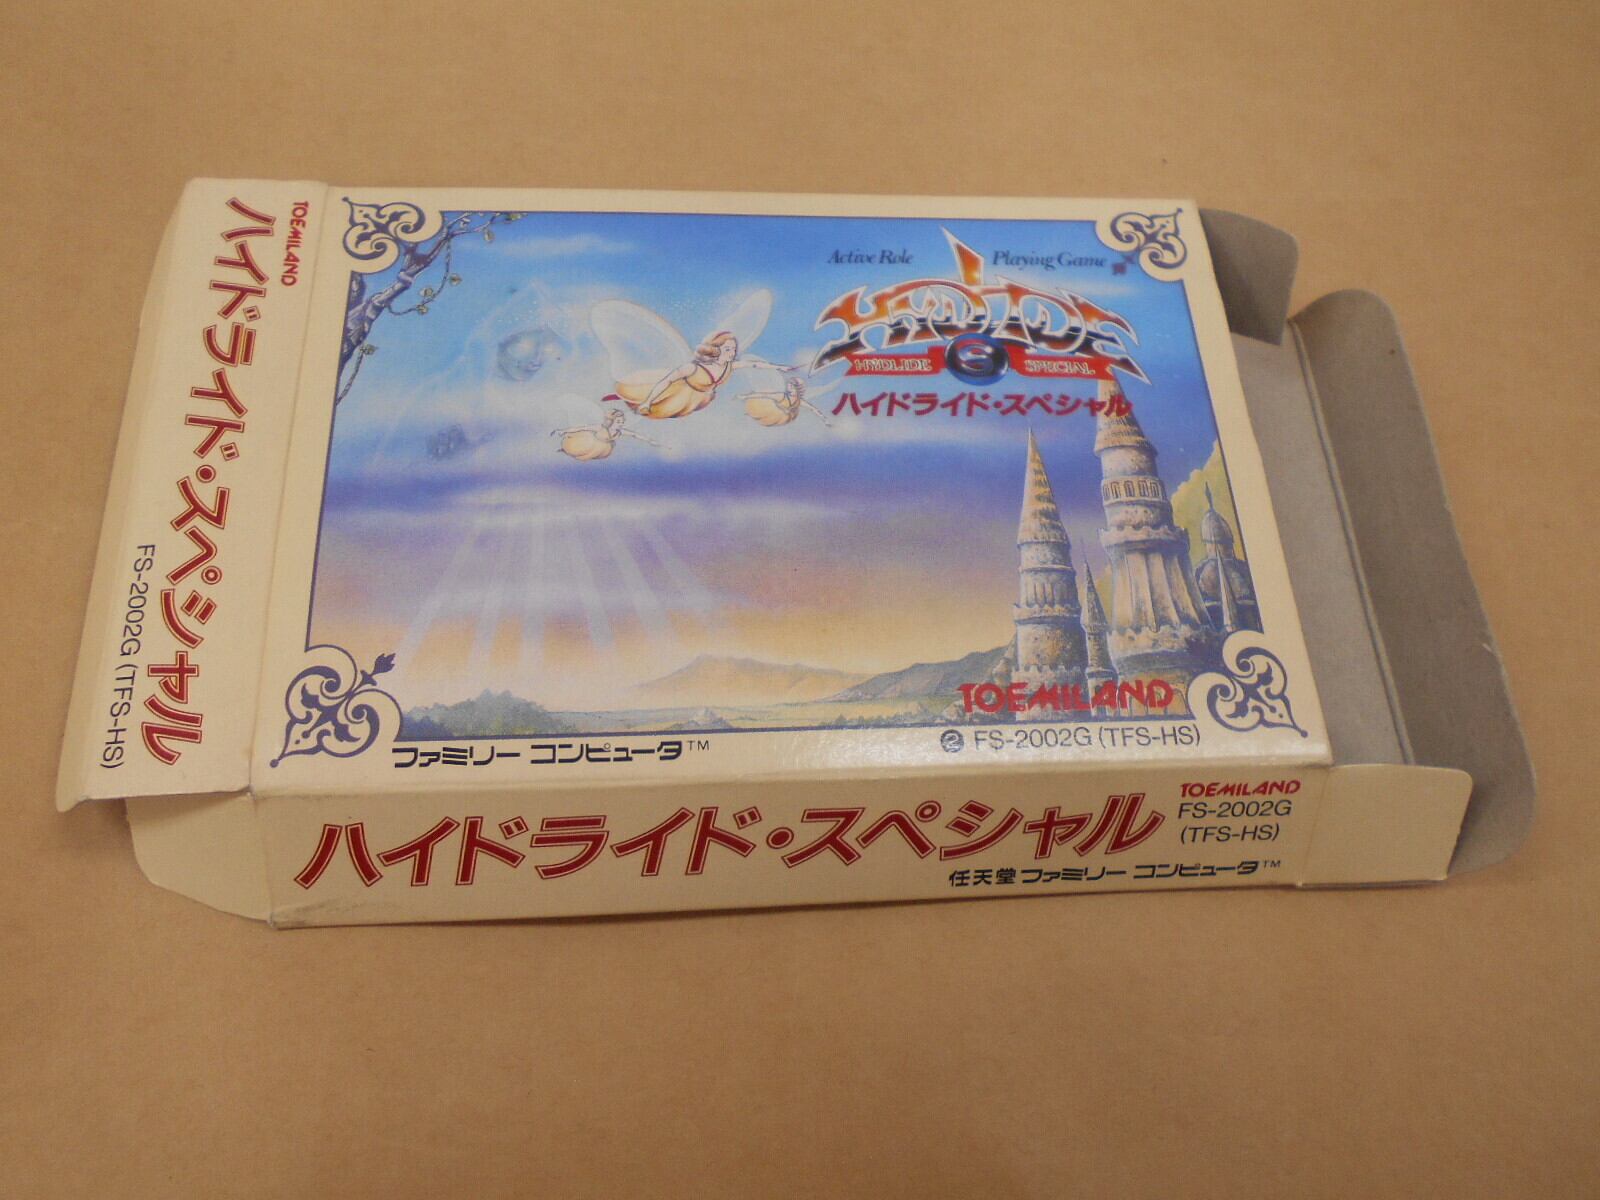 TOEMILAND
ハイドライド・スペシャル
FS-2002G (TFS-HS)
Active Role Playing Game
HYDLIDE
HYDLIDE S SPECIAL
ハイドライド・スペシャル
TOEMILAND
ファミリー コンピュータ™
2 FS-2002G (TFS-HS)
ハイドライド・スペシャル
TOEMILAND
FS-2002G
(TFS-HS)
任天堂 ファミリー コンピュータ™